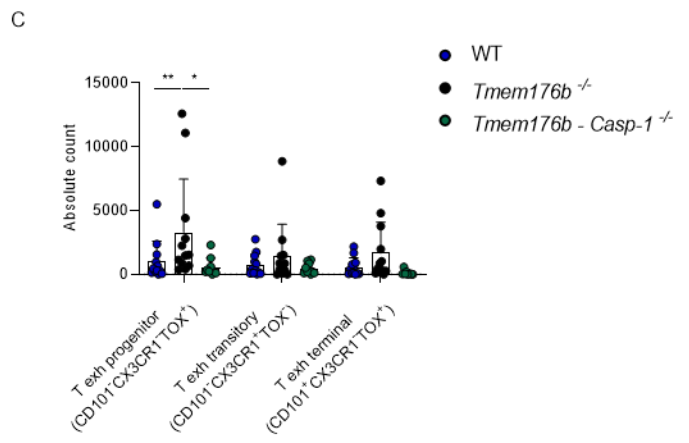 C
WT
Tmem176b -/-
Tmem176b - Casp-1 -/-
Absolute count
15000
10000
5000
0
** *
T exh progenitor
(CD101-CX3CR1-TOX+)
T exh transitory
(CD101-CX3CR1+TOX-)
T exh terminal
(CD101+CX3CR1-TOX+)